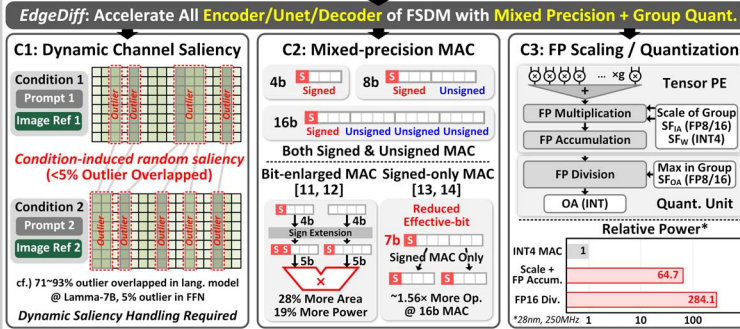 EdgeDiff: Accelerate All Encoder/Unet/Decoder of FSDM with Mixed Precision + Group Quant.
C1: Dynamic Channel Saliency
Condition 1
Prompt 1
Image Ref 1
Outlier
Outlier
Outlier
Outlier
Condition-induced random saliency
(<5% Outlier Overlapped)
Condition 2
Prompt 2
Image Ref 2
Outlier
Outlier
Outlier
Outlier
cf.) 71~93% outlier overlapped in lang. model
@ Lamma-7B, 5% outlier in FFN
Dynamic Saliency Handling Required
C2: Mixed-precision MAC
4b S
Signed
8b S
Signed Unsigned
16b S
Signed Unsigned Unsigned Unsigned
Both Signed & Unsigned MAC
Bit-enlarged MAC
[11, 12]
S
4b 4b
Sign Extension
S S S
5b 5b
×
28% More Area
19% More Power
Signed-only MAC
[13, 14]
Reduced
Effective-bit
7b S
Signed MAC Only
S S
~1.56× More Op.
@ 16b MAC
C3: FP Scaling / Quantization
× × × × ... ×g ×
Tensor PE
+
FP Multiplication
FP Accumulation
Scale of Group
SFIA (FP8/16)
SFW (INT4)
FP Division
Max in Group
SFOA (FP8/16)
OA (INT)
Quant. Unit
Relative Power*
INT4 MAC 1
Scale +
FP Accum. 64.7
FP16 Div. 284.1
*28nm, 250MHz 1 10 100